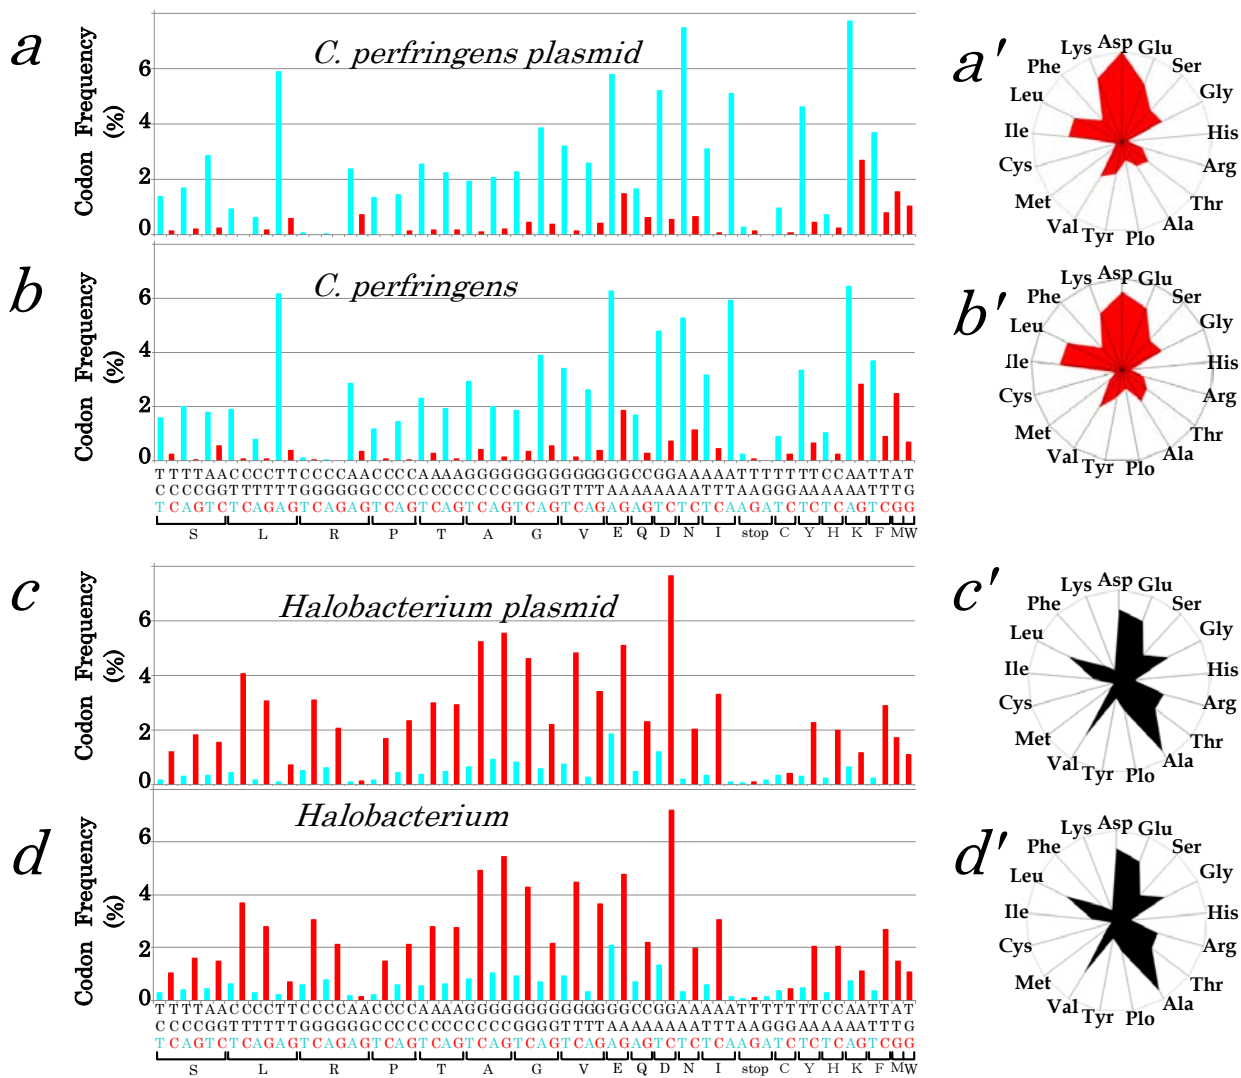 a
C. perfringens plasmid
Codon Frequency
(%)
6
4
2
0
a'
Asp
Glu
Ser
Gly
His
Arg
Thr
Ala
Plo
Tyr
Val
Met
Cys
Ile
Leu
Phe
Lys
b
C. perfringens
Codon Frequency
(%)
6
4
2
0
TTTTAACCCCTTCCCCAACCCCAAAAGGGGGGGGGGGGGGCCGGAAAAATTTTTTTCCAATTAT
CCCCGGTTTTTTGGGGGGCCCCCCCCCCCCGGGGTTTTAAAAAAAATTTAAGGGAAAAAATTTG
TCAGTCTCAGAGTCAGAGTCAGTCAGTCAGTCAGTCAGAGAGTCTCTCAAGATCTCTCAGTCGG
S L R P T A G V E Q D N I stop C Y H K F M W
b'
Asp
Glu
Ser
Gly
His
Arg
Thr
Ala
Plo
Tyr
Val
Met
Cys
Ile
Leu
Phe
Lys
c
Halobacterium plasmid
Codon Frequency
(%)
6
4
2
0
c'
Asp
Glu
Ser
Gly
His
Arg
Thr
Ala
Plo
Tyr
Val
Met
Cys
Ile
Leu
Phe
Lys
d
Halobacterium
Codon Frequency
(%)
6
4
2
0
TTTTAACCCCTTCCCCAACCCCAAAAGGGGGGGGGGGGGGCCGGAAAAATTTTTTTCCAATTAT
CCCCGGTTTTTTGGGGGGCCCCCCCCCCCCGGGGTTTTAAAAAAAATTTAAGGGAAAAAATTTG
TCAGTCTCAGAGTCAGAGTCAGTCAGTCAGTCAGTCAGAGAGTCTCTCAAGATCTCTCAGTCGG
S L R P T A G V E Q D N I stop C Y H K F M W
d'
Asp
Glu
Ser
Gly
His
Arg
Thr
Ala
Plo
Tyr
Val
Met
Cys
Ile
Leu
Phe
Lys